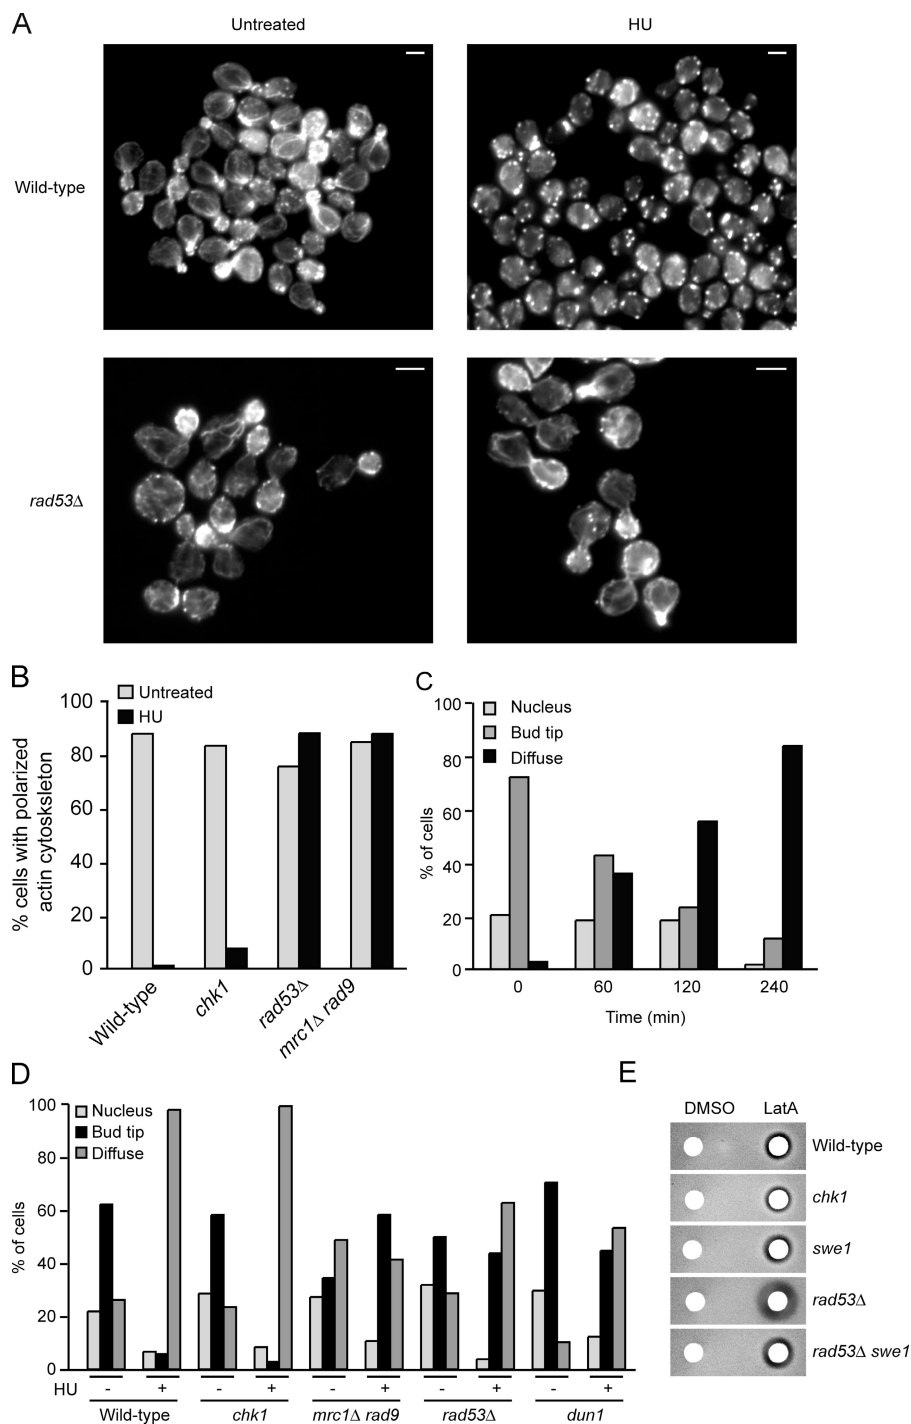 A
Untreated
HU
Wild-type
rad53Δ
B
Untreated
HU
% cells with polarized
actin cytosksleton
100
80
60
40
20
0
Wild-type
chk1
rad53Δ
mrc1Δ rad9
C
Nucleus
Bud tip
Diffuse
% of cells
100
80
60
40
20
0
0 60 120 240
Time (min)
D
Nucleus
Bud tip
Diffuse
% of cells
100
80
60
40
20
0
HU - + - + - + - + - +
Wild-type chk1 mrc1Δ rad9 rad53Δ dun1
E
DMSO LatA
Wild-type
chk1
swe1
rad53Δ
rad53Δ swe1